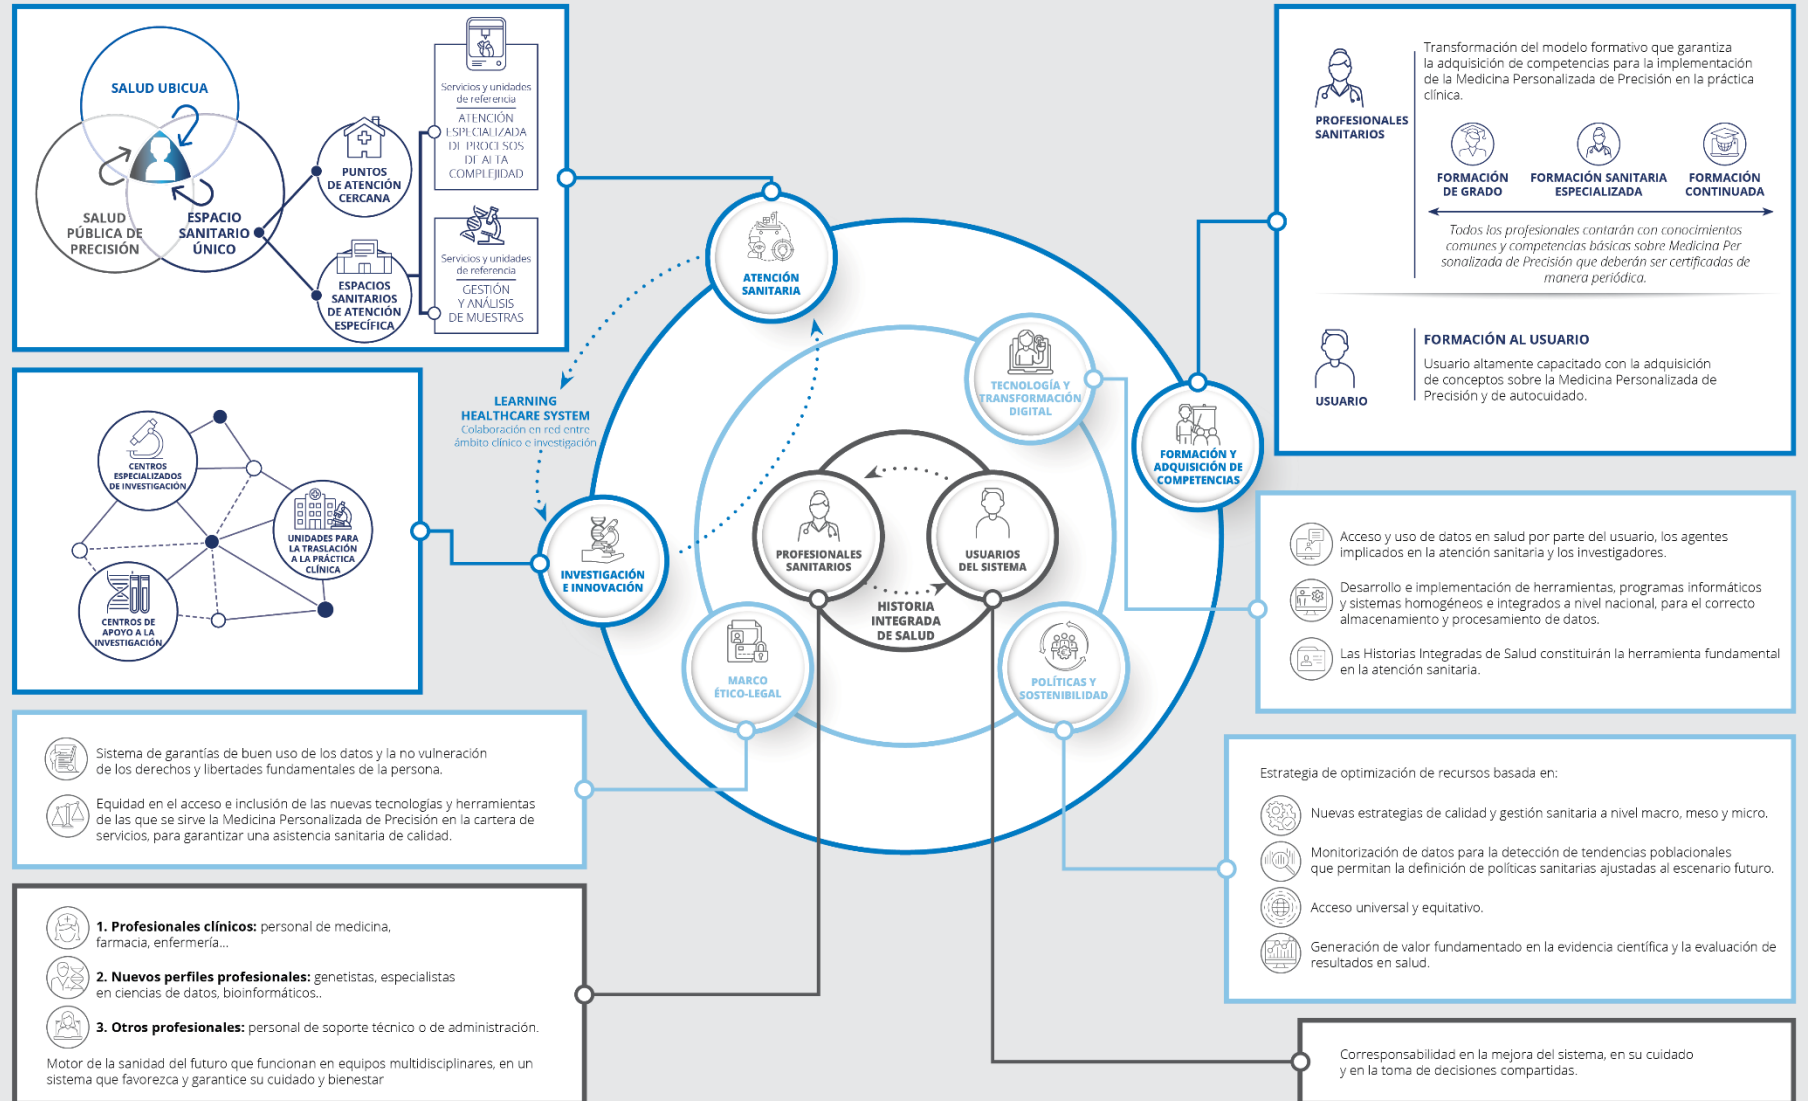 SALUD UBICUA
SALUD
PÚBLICA DE
PRECISIÓN
ESPACIO
SANITARIO
ÚNICO
PUNTOS
DE ATENCIÓN
CERCANA
ESPACIOS
SANITARIOS
DE ATENCIÓN
ESPECÍFICA
Servicios y unidades
de referencia
ATENCIÓN
ESPECIALIZADA
DE PROCESOS
DE ALTA
COMPLEJIDAD
Servicios y unidades
de referencia
GESTIÓN
Y ANÁLISIS
DE MUESTRAS
CENTROS
ESPECIALIZADOS
DE INVESTIGACIÓN
UNIDADES PARA
LA TRASLACIÓN
A LA PRÁCTICA
CLÍNICA
CENTROS DE
APOYO A LA
INVESTIGACIÓN
Sistema de garantías de buen uso de los datos y la no vulneración
de los derechos y libertades fundamentales de la persona.
Equidad en el acceso e inclusión de las nuevas tecnologías y herramientas
de las que se sirve la Medicina Personalizada de Precisión en la cartera de
servicios, para garantizar una asistencia sanitaria de calidad.
1. Profesionales clínicos: personal de medicina,
farmacia, enfermería...
2. Nuevos perfiles profesionales: genetistas, especialistas
en ciencias de datos, bioinformáticos..
3. Otros profesionales: personal de soporte técnico o de administración.
Motor de la sanidad del futuro que funcionan en equipos multidisciplinares, en un
sistema que favorezca y garantice su cuidado y bienestar
ATENCIÓN
SANITARIA
LEARNING
HEALTHCARE SYSTEM
Colaboración en red entre
ámbito clínico e investigación
INVESTIGACIÓN
E INNOVACIÓN
TECNOLOGÍA Y
TRANSFORMACIÓN
DIGITAL
FORMACIÓN Y
ADQUISICIÓN DE
COMPETENCIAS
PROFESIONALES
SANITARIOS
USUARIOS
DEL SISTEMA
HISTORIA
INTEGRADA
DE SALUD
MARCO
ÉTICO-LEGAL
POLÍTICAS Y
SOSTENIBILIDAD
PROFESIONALES
SANITARIOS
Transformación del modelo formativo que garantiza
la adquisición de competencias para la implementación
de la Medicina Personalizada de Precisión en la práctica
clínica.
FORMACIÓN
DE GRADO
FORMACIÓN SANITARIA
ESPECIALIZADA
FORMACIÓN
CONTINUADA
Todos los profesionales contarán con conocimientos
comunes y competencias básicas sobre Medicina Per
sonalizada de Precisión que deberán ser certificadas de
manera periódica.
USUARIO
FORMACIÓN AL USUARIO
Usuario altamente capacitado con la adquisición
de conceptos sobre la Medicina Personalizada de
Precisión y de autocuidado.
Acceso y uso de datos en salud por parte del usuario, los agentes
implicados en la atención sanitaria y los investigadores.
Desarrollo e implementación de herramientas, programas informáticos
y sistemas homogéneos e integrados a nivel nacional, para el correcto
almacenamiento y procesamiento de datos.
Las Historias Integradas de Salud constituirán la herramienta fundamental
en la atención sanitaria.
Estrategia de optimización de recursos basada en:
Nuevas estrategias de calidad y gestión sanitaria a nivel macro, meso y micro.
Monitorización de datos para la detección de tendencias poblacionales
que permitan la definición de políticas sanitarias ajustadas al escenario futuro.
Acceso universal y equitativo.
Generación de valor fundamentado en la evidencia científica y la evaluación de
resultados en salud.
Corresponsabilidad en la mejora del sistema, en su cuidado
y en la toma de decisiones compartidas.